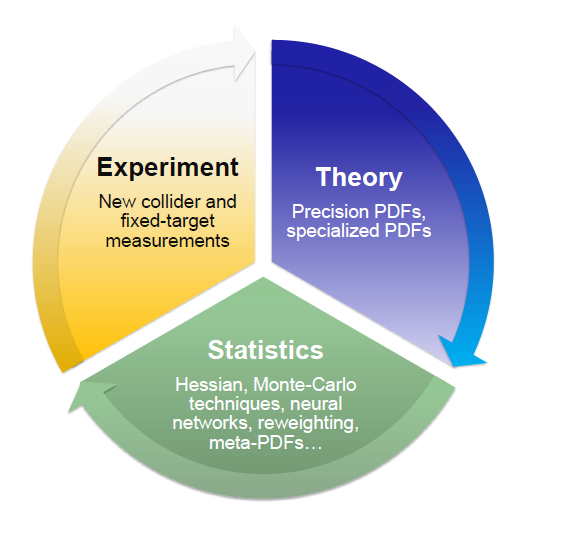 Experiment
New collider and
fixed-target
measurements
Theory
Precision PDFs,
specialized PDFs
Statistics
Hessian, Monte-Carlo
techniques, neural
networks, reweighting,
meta-PDFs…